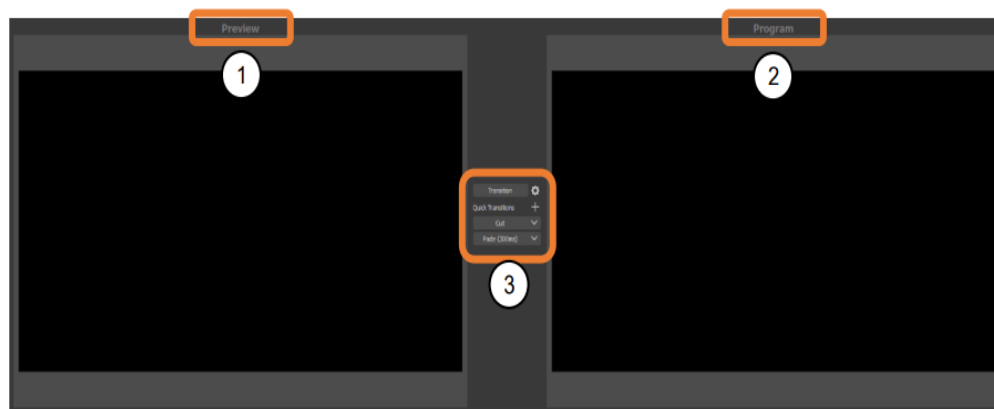 Preview
Program
1
2
Transition
Quick Transitions
Cut
Fade (300ms)
3